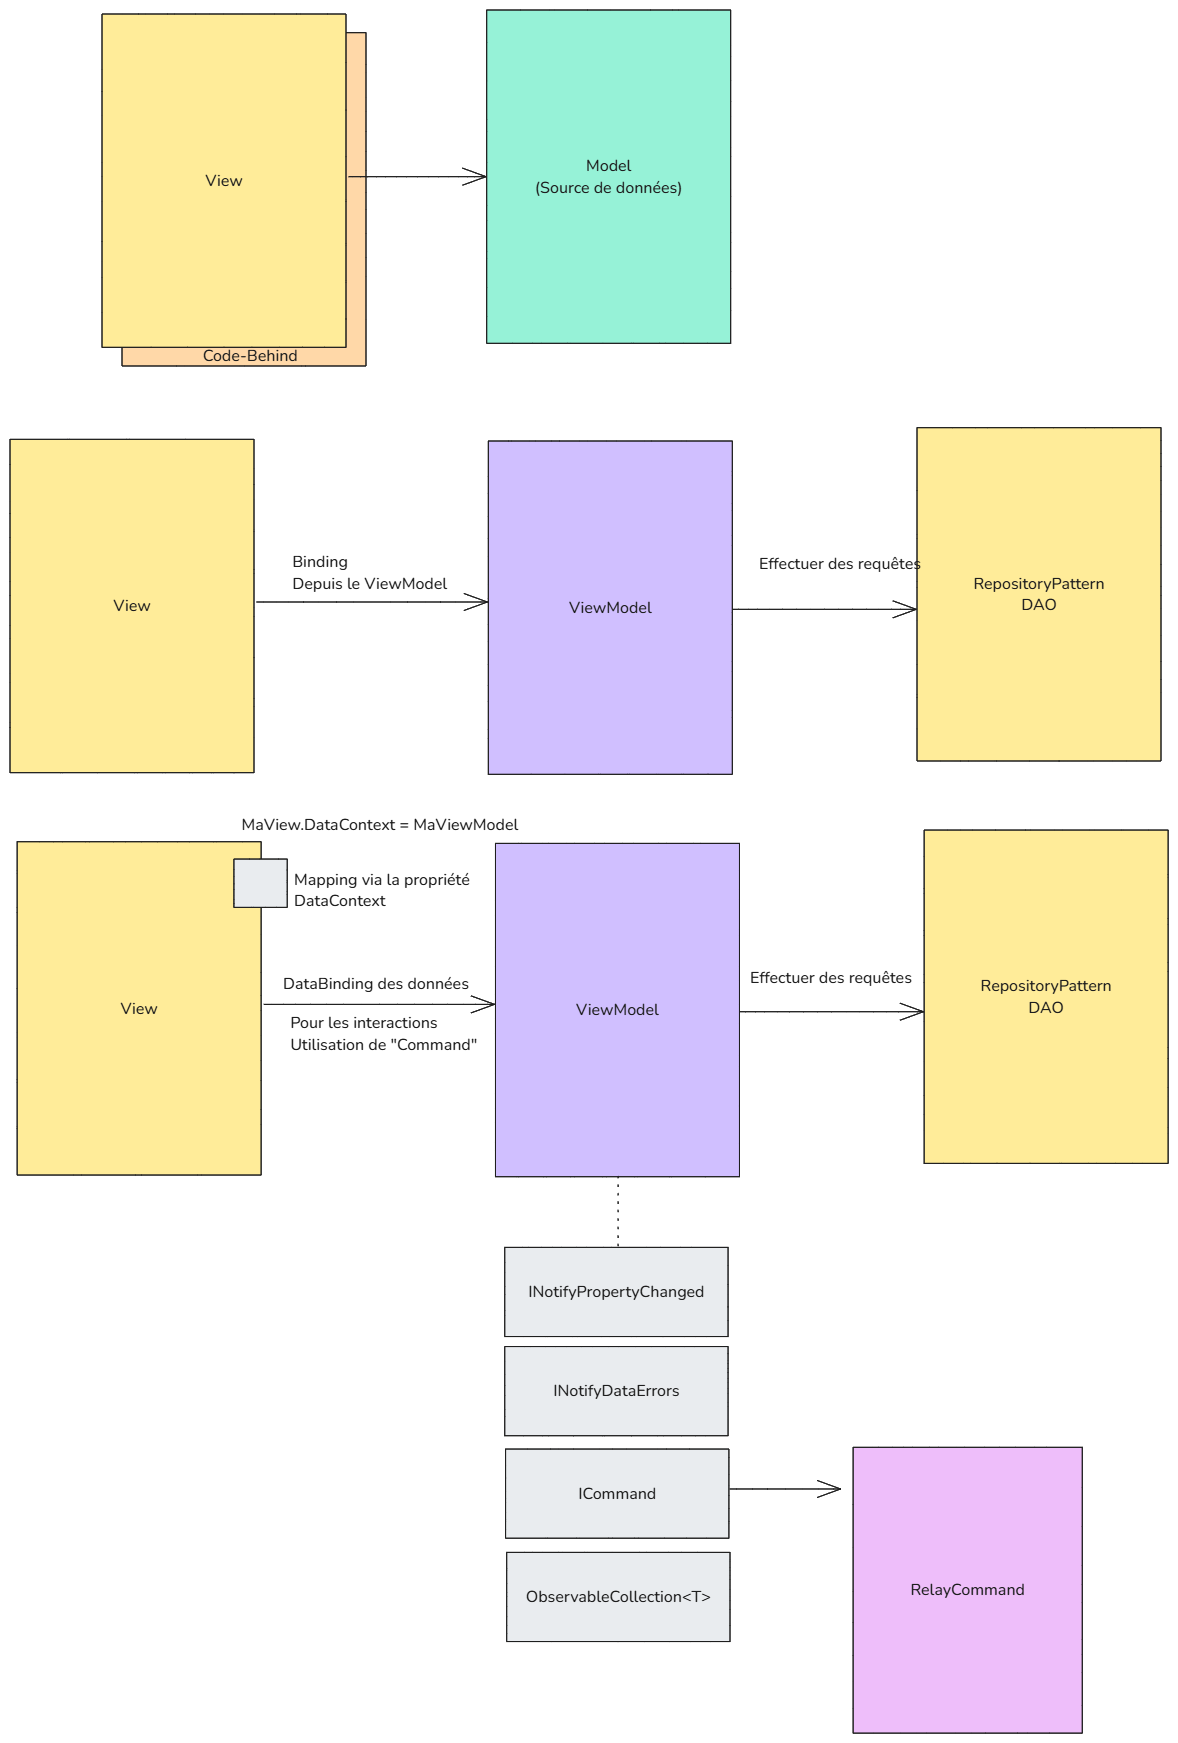 View
Code-Behind
Model
(Source de données)
View
Binding
Depuis le ViewModel
ViewModel
Effectuer des requêtes
RepositoryPattern
DAO
MaView.DataContext = MaViewModel
Mapping via la propriété
DataContext
View
DataBinding des données
Pour les interactions
Utilisation de "Command"
ViewModel
Effectuer des requêtes
RepositoryPattern
DAO
INotifyPropertyChanged
INotifyDataErrors
ICommand
ObservableCollection<T>
RelayCommand